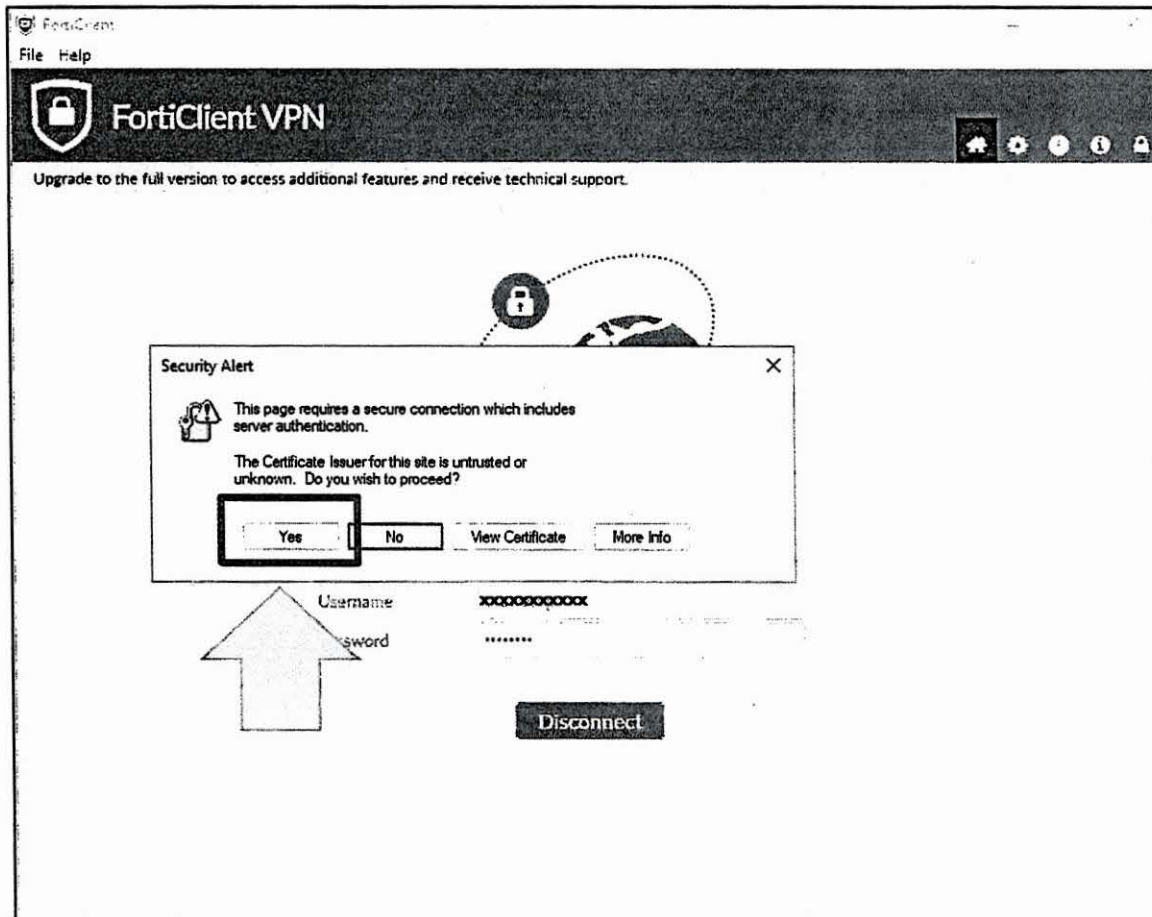 FortiClient
File Help
FortiClient VPN
Upgrade to the full version to access additional features and receive technical support.
Security Alert
This page requires a secure connection which includes
server authentication.
The Certificate Issuer for this site is untrusted or
unknown. Do you wish to proceed?
Yes No View Certificate More Info
Username xxxxxxxxxxxx
sword ••••••••
Disconnect